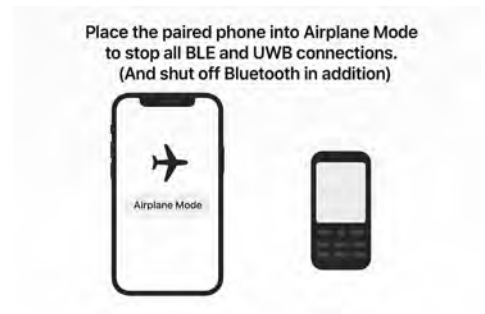 Place the paired phone into Airplane Mode
to stop all BLE and UWB connections.
(And shut off Bluetooth in addition)
Airplane Mode